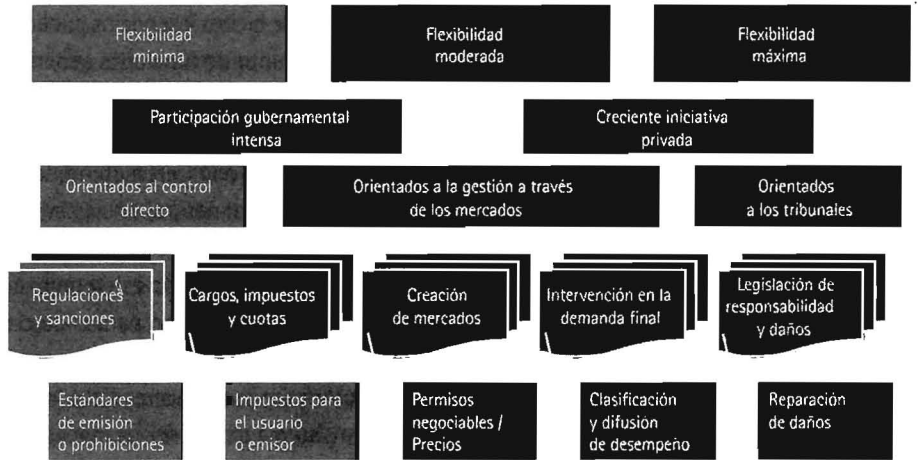 Flexibilidad
mínima
Flexibilidad
moderada
Flexibilidad
máxima
Participación gubernamental
intensa
Creciente iniciativa
privada
Orientados al control
directo
Orientados a la gestión a través
de los mercados
Orientados
a los tribunales
Regulaciones
y sanciones
Cargos, impuestos
y cuotas
Creación
de mercados
Intervención en la
demanda final
Legislación de
responsabilidad
y daños
Estándares
de emisión
o prohibiciones
Impuestos para
el usuario
o emisor
Permisos
negociables /
Precios
Clasificación
y difusión
de desempeño
Reparación
de daños